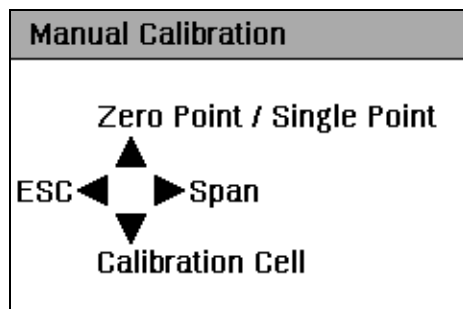 Manual Calibration
Zero Point / Single Point
ESC Span
Calibration Cell